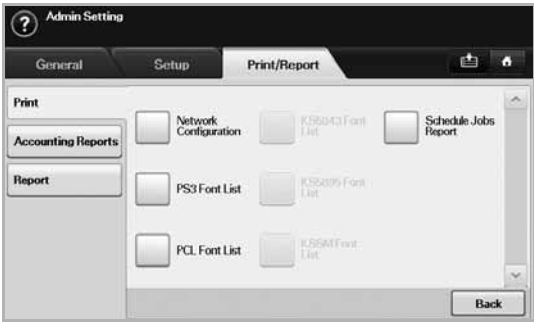 ?
Admin Setting
General
Setup
Print/Report
Print
Accounting Reports
Report
Network
Configuration
KS5843 Font
List
Schedule Jobs
Report
PS3 Font List
KS5895 Font
List
PCL Font List
KSSM Font
List
Back